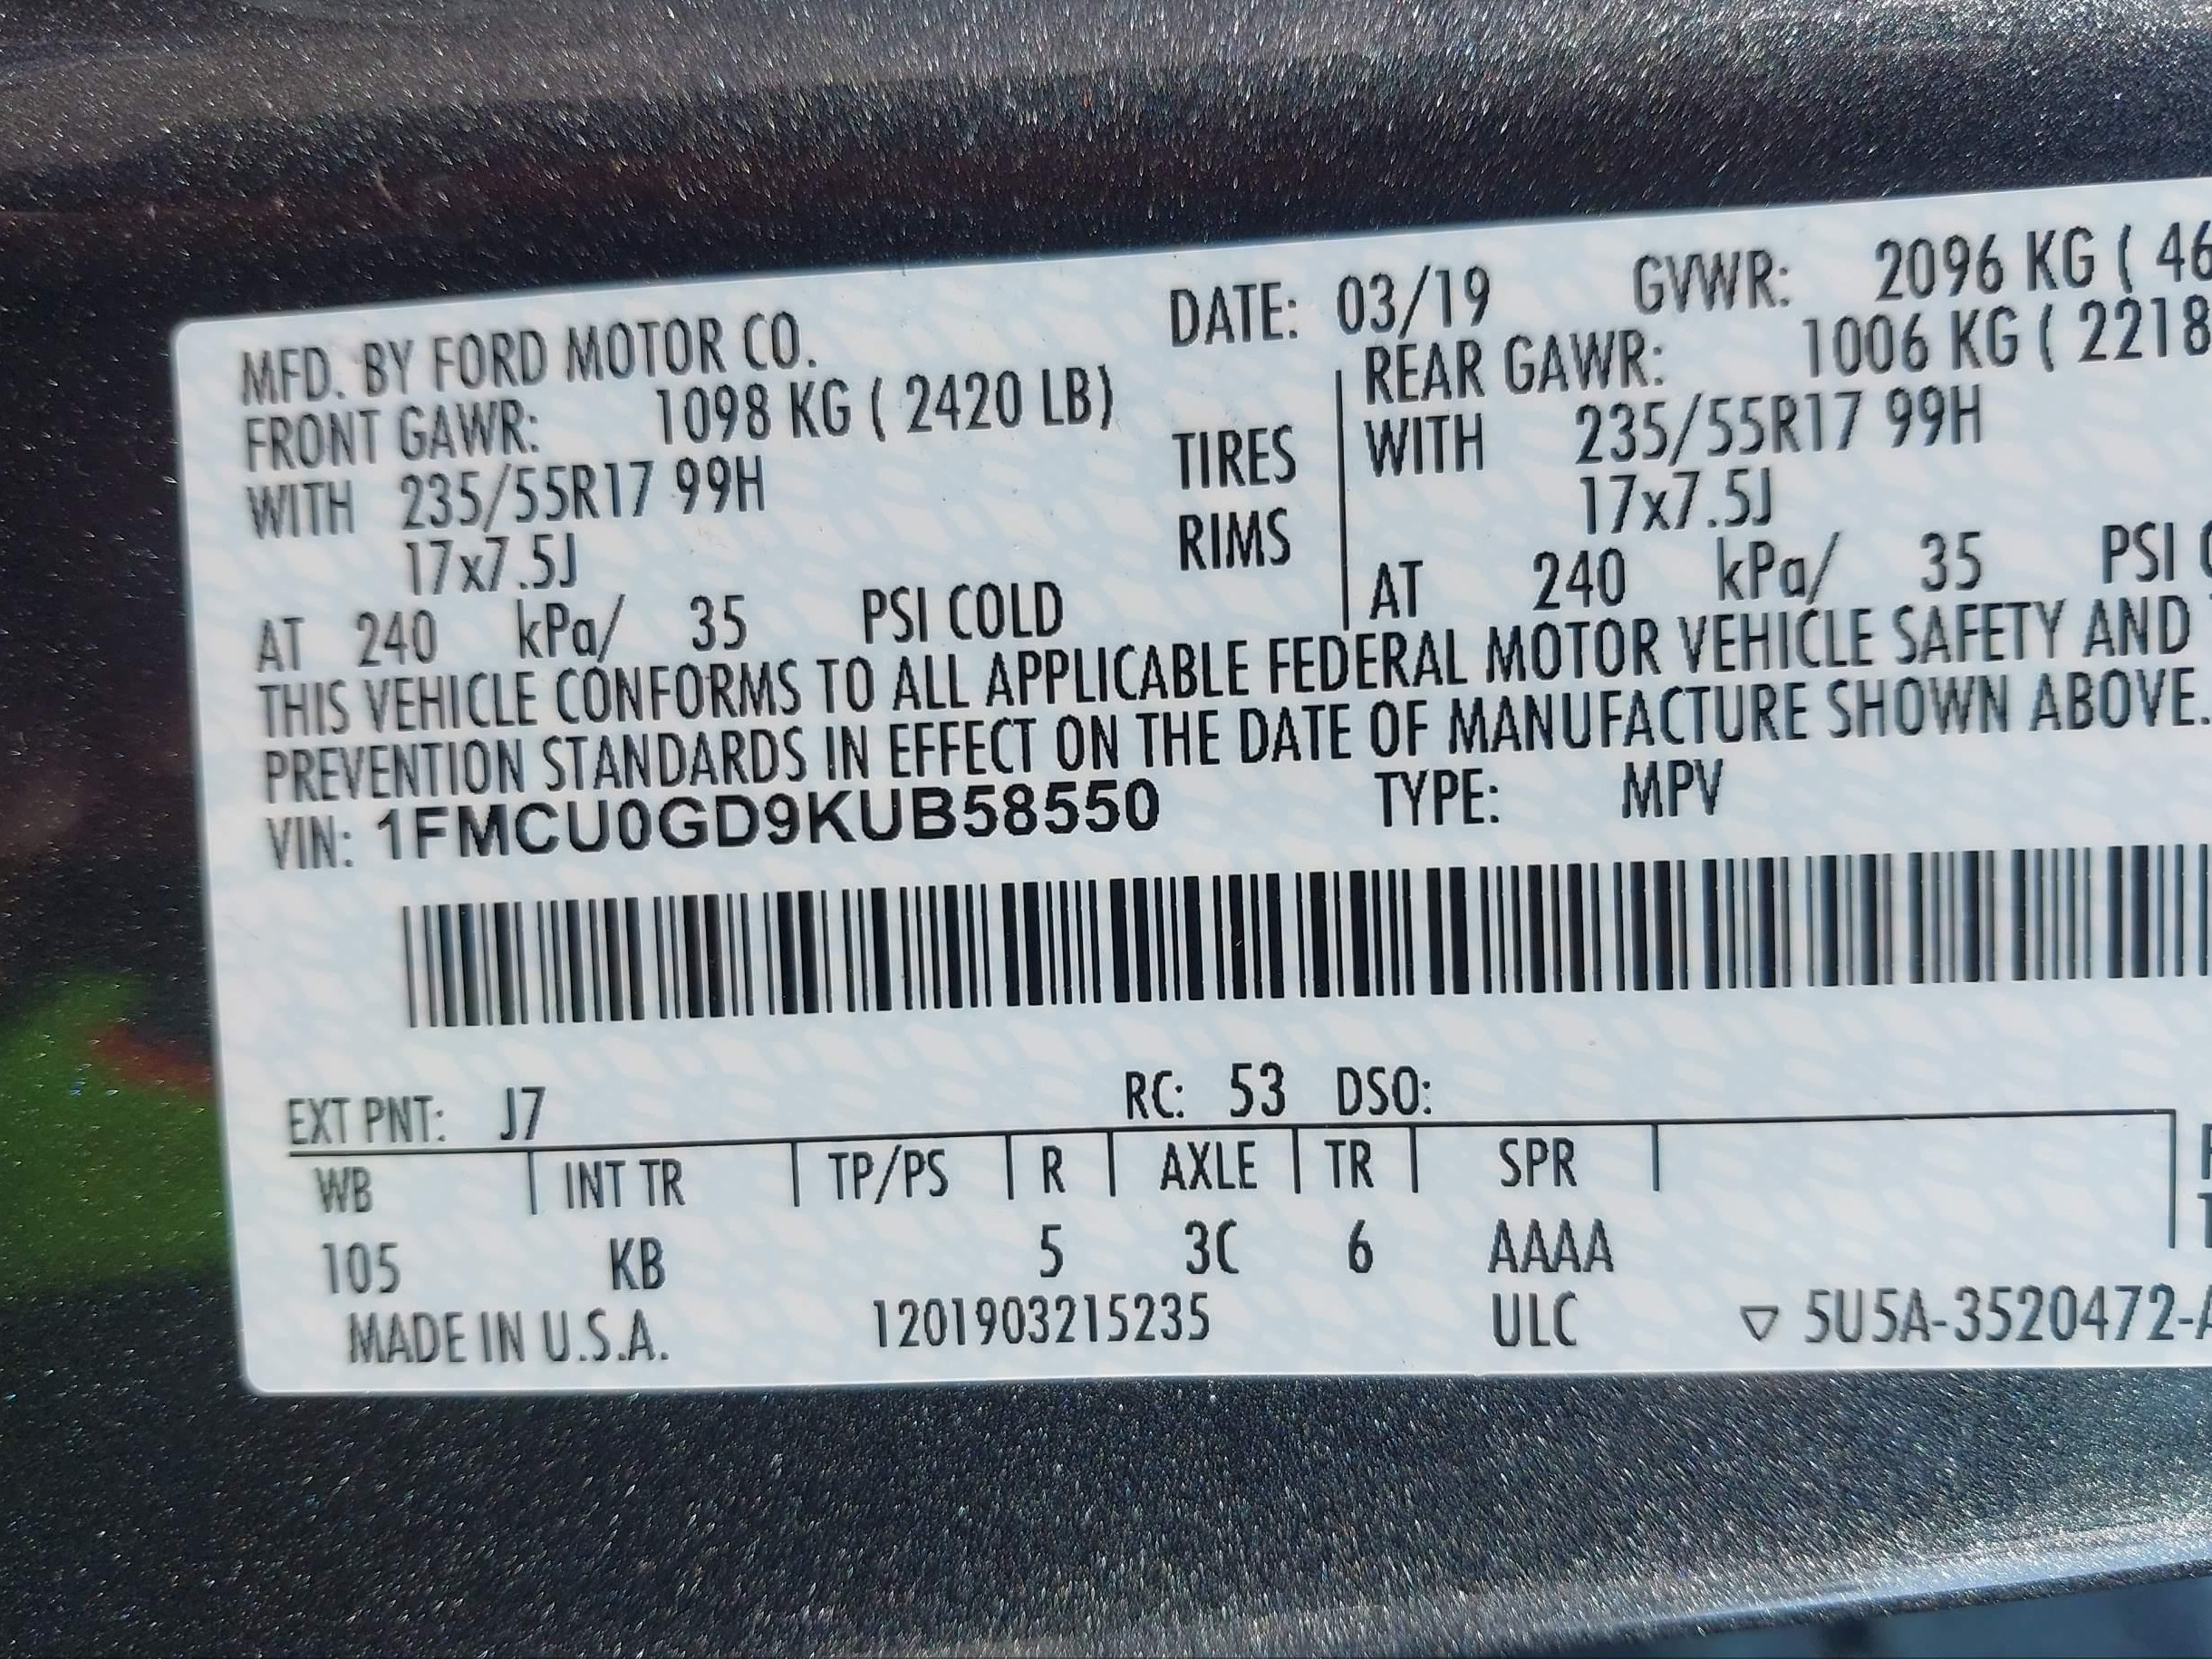 MFD. BY FORD MOTOR CO. DATE: 03/19 GVWR: 2096 KG ( 46
FRONT GAWR: 1098 KG ( 2420 LB) REAR GAWR: 1006 KG ( 2218
WITH 235/55R17 99H TIRES WITH 235/55R17 99H
17x7.5J RIMS 17x7.5J
AT 240 kPa/ 35 PSI COLD AT 240 kPa/ 35 PSI
THIS VEHICLE CONFORMS TO ALL APPLICABLE FEDERAL MOTOR VEHICLE SAFETY AND
PREVENTION STANDARDS IN EFFECT ON THE DATE OF MANUFACTURE SHOWN ABOVE.
VIN: 1FMCU0GD9KUB58550 TYPE: MPV
EXT PNT: J7 RC: 53 DSO:
WB INT TR TP/PS R AXLE TR SPR
105 KB 5 3C 6 AAAA
MADE IN U.S.A. 1201903215235 ULC ▽ 5U5A-3520472-A